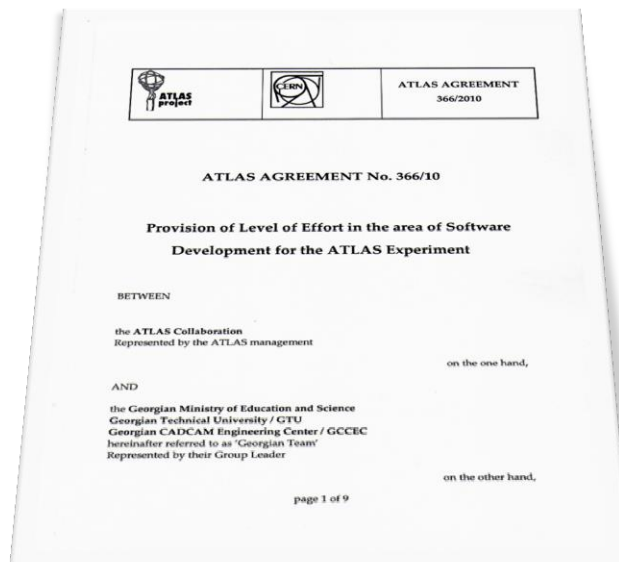 ATLAS
project
CERN
ATLAS AGREEMENT
366/2010
ATLAS AGREEMENT No. 366/10
Provision of Level of Effort in the area of Software
Development for the ATLAS Experiment
BETWEEN
the ATLAS Collaboration
Represented by the ATLAS management
on the one hand,
AND
the Georgian Ministry of Education and Science
Georgian Technical University / GTU
Georgian CADCAM Engineering Center / GCCEC
hereinafter referred to as 'Georgian Team'
Represented by their Group Leader
on the other hand,
page 1 of 9